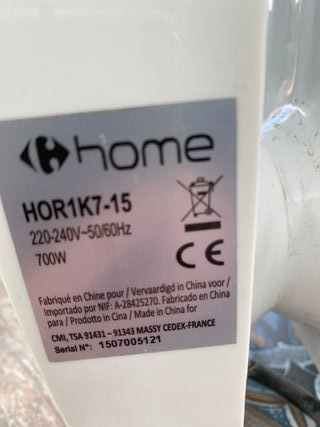 home
HOR1K7-15
220-240V~50/60Hz
700W
CE
Fabriqué en Chine pour / Vervaardigd in China voor /
Importado por NIF: A-28425270. Fabricado en China
para / Prodotto in Cina / Made in China for
CMI, TSA 91431 – 91343 MASSY CEDEX-FRANCE
Serial N°: 1507005121